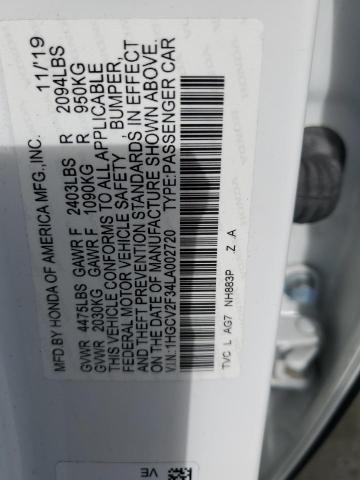 MFD. BY HONDA OF AMERICA MFG., INC. 11/'19
GVWR 4475LBS GAWR F 2403LBS R 2094LBS
GVWR 2030KG GAWR F 1090KG R 950KG
THIS VEHICLE CONFORMS TO ALL APPLICABLE
FEDERAL MOTOR VEHICLE SAFETY, BUMPER,
AND THEFT PREVENTION STANDARDS IN EFFECT
ON THE DATE OF MANUFACTURE SHOWN ABOVE.
V.I.N.: 1HGCV2F34LA002720 TYPE:PASSENGER CAR
TVC L AG7 NH883P Z A
VE